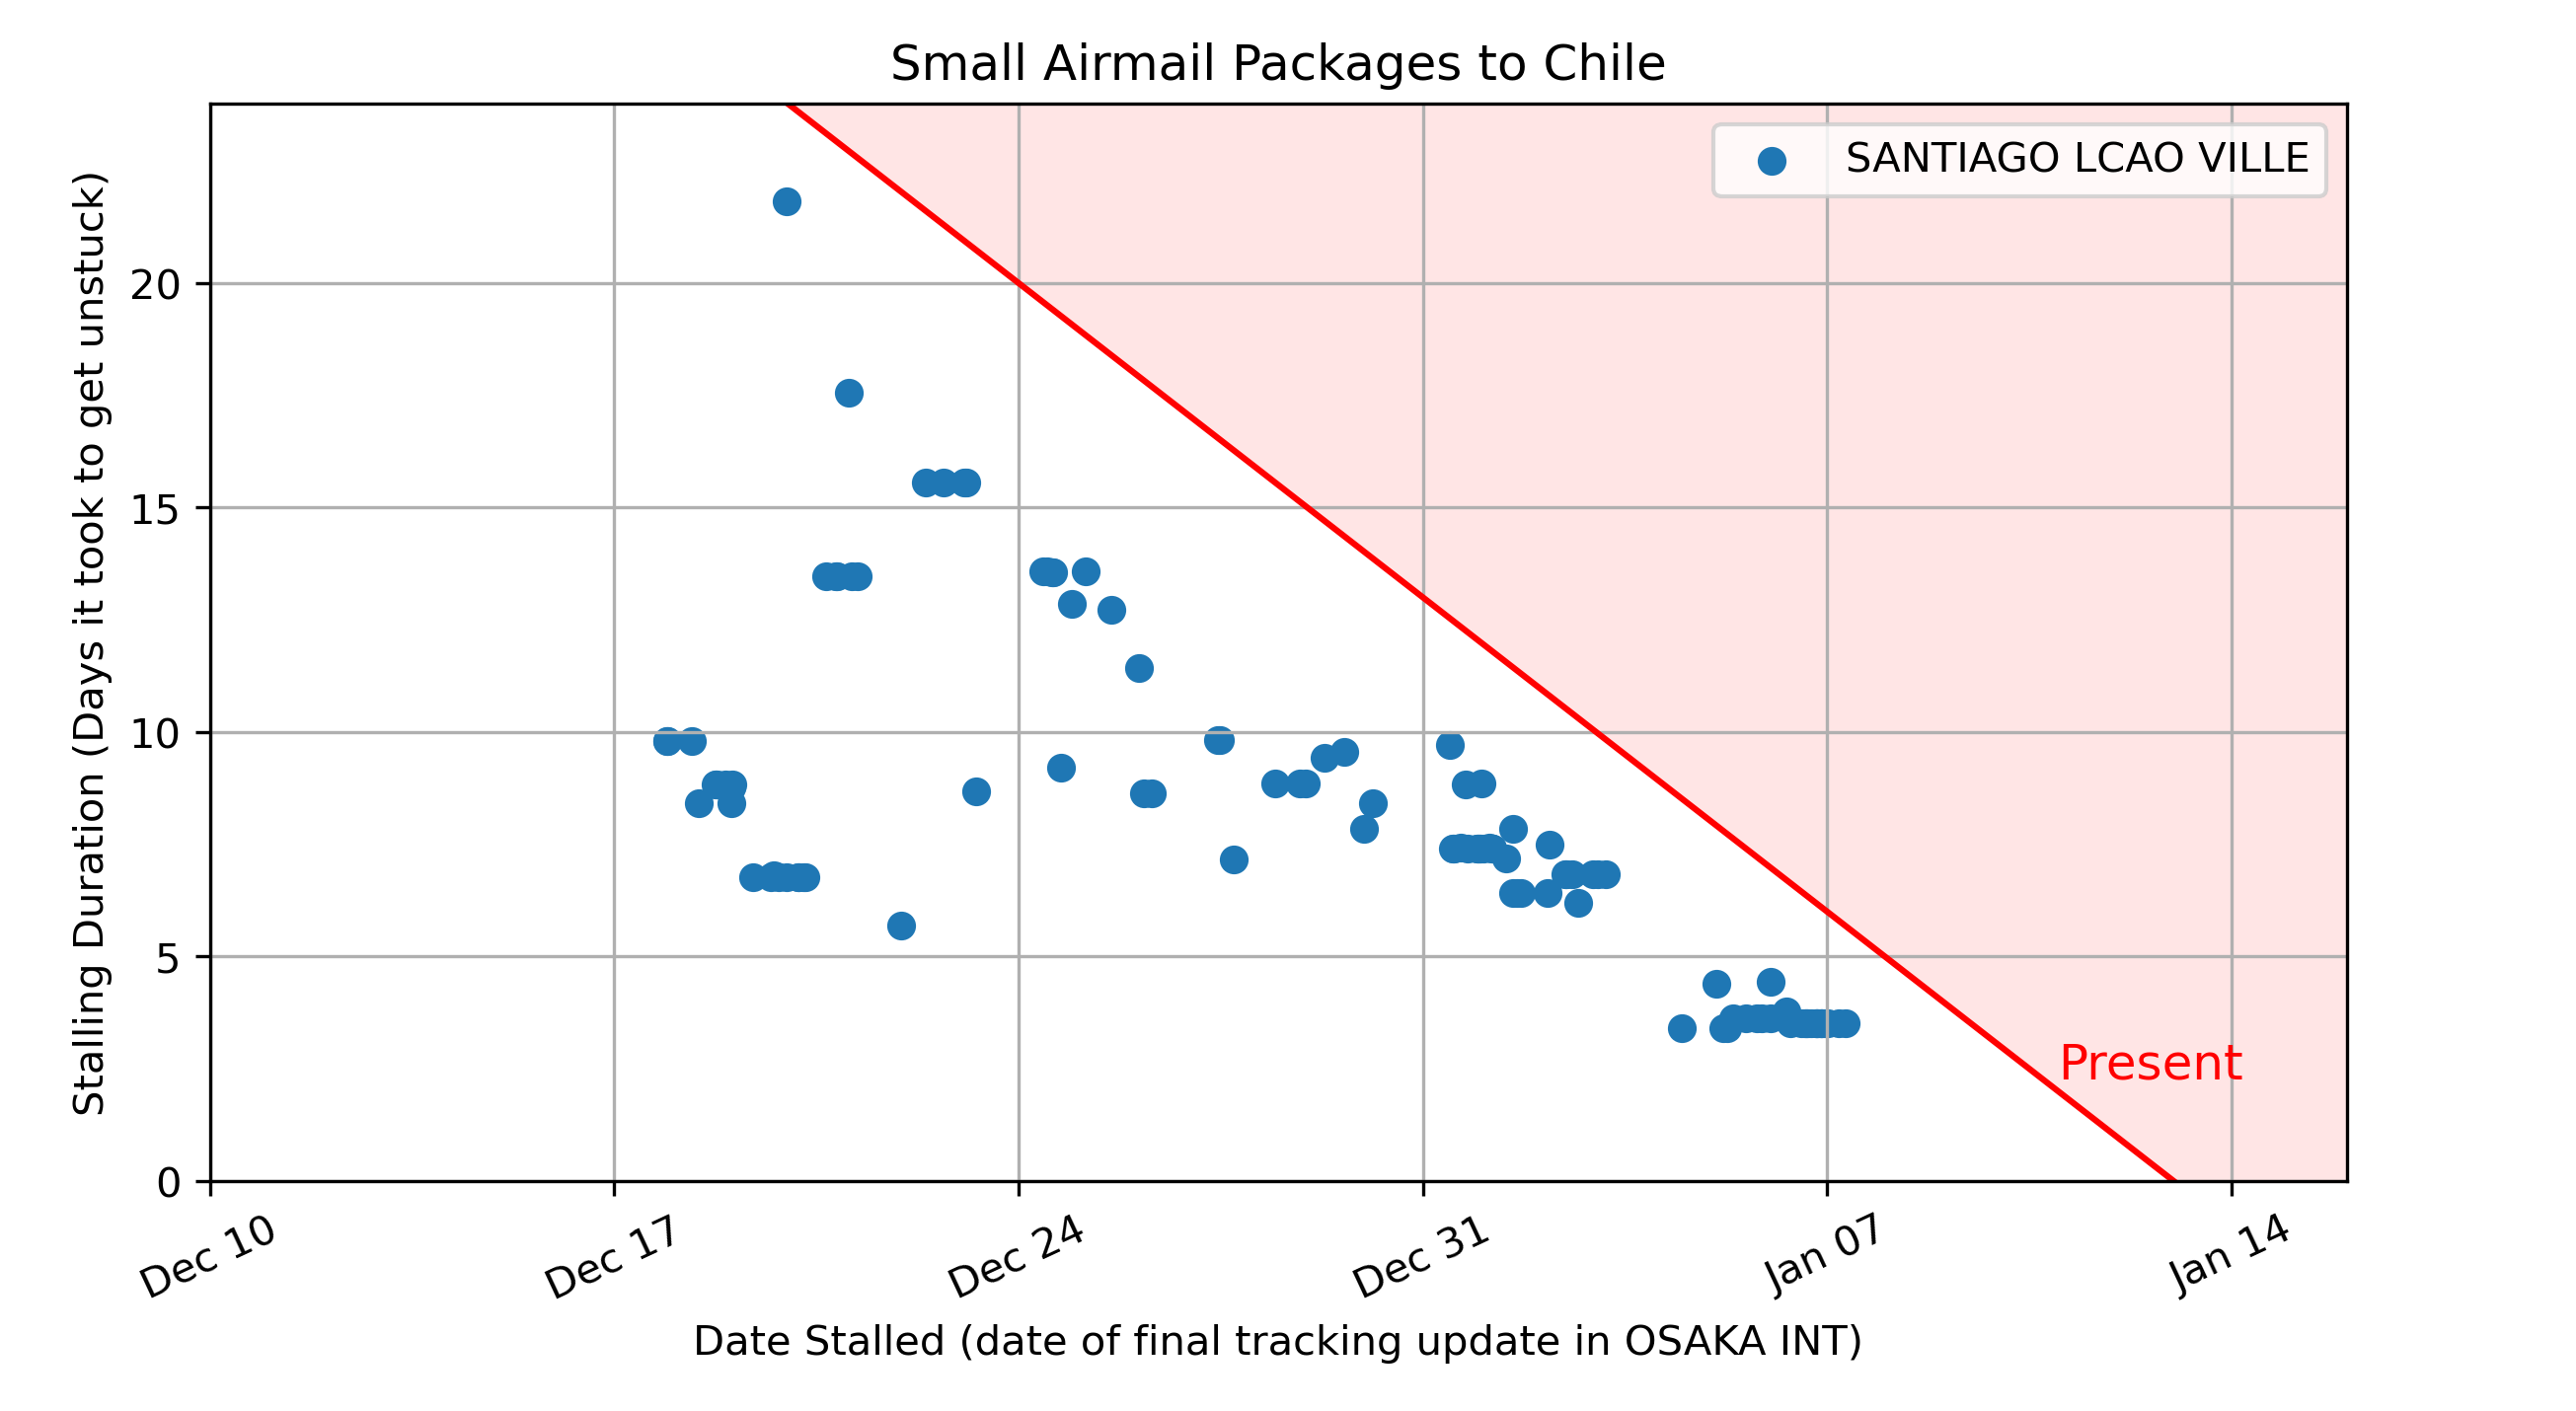 Small Airmail Packages to Chile
SANTIAGO LCAO VILLE
Stalling Duration (Days it took to get unstuck)
20
15
10
5
0
Present
Dec 10
Dec 17
Dec 24
Dec 31
Jan 07
Jan 14
Date Stalled (date of final tracking update in OSAKA INT)